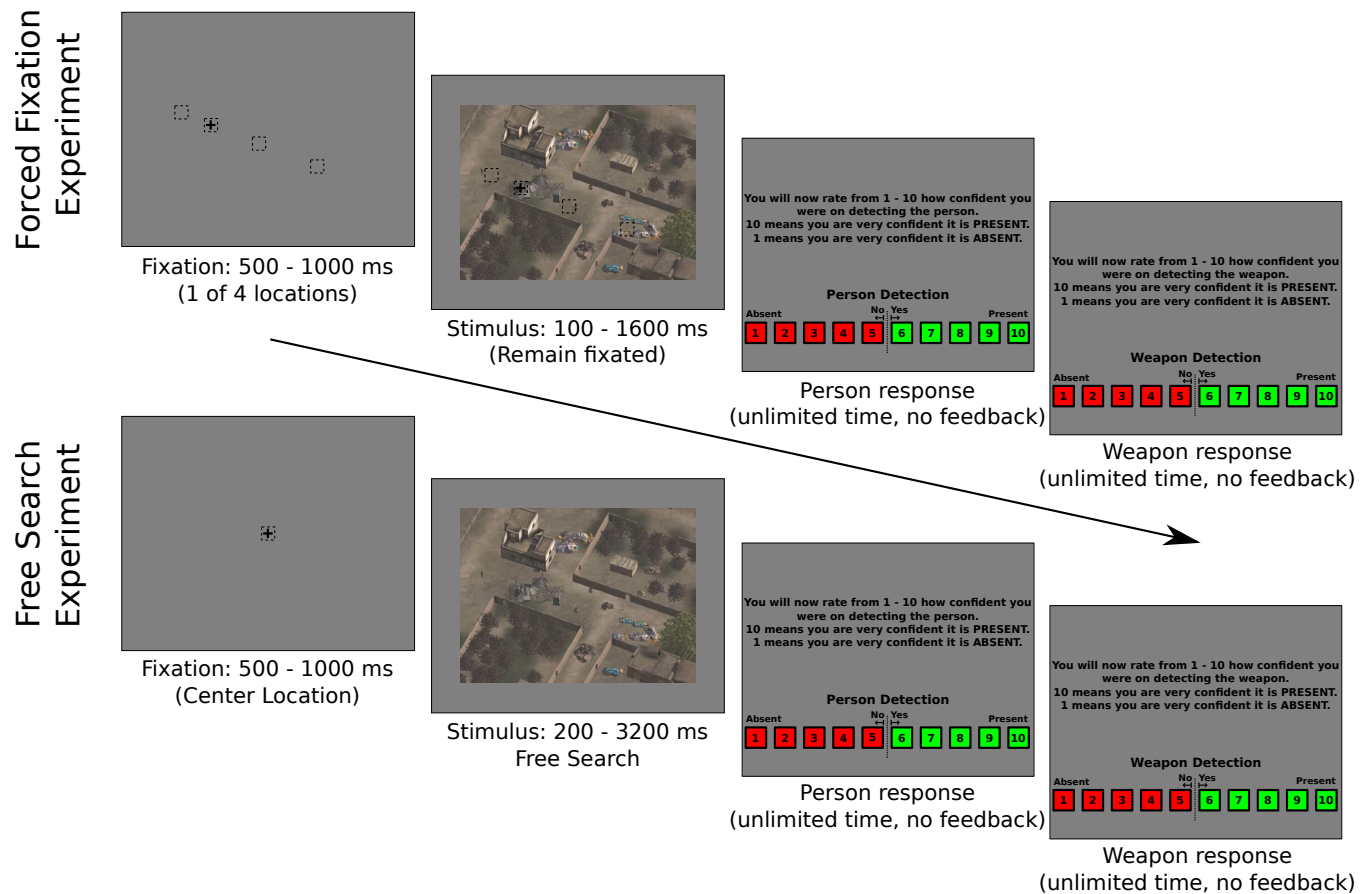 Forced Fixation
Experiment
Fixation: 500 - 1000 ms
(1 of 4 locations)
Stimulus: 100 - 1600 ms
(Remain fixated)
You will now rate from 1 - 10 how confident you
were on detecting the person.
10 means you are very confident it is PRESENT.
1 means you are very confident it is ABSENT.
Person Detection
Absent No Yes Present
1 2 3 4 5 6 7 8 9 10
Person response
(unlimited time, no feedback)
You will now rate from 1 - 10 how confident you
were on detecting the weapon.
10 means you are very confident it is PRESENT.
1 means you are very confident it is ABSENT.
Weapon Detection
Absent No Yes Present
1 2 3 4 5 6 7 8 9 10
Weapon response
(unlimited time, no feedback)
Free Search
Experiment
Fixation: 500 - 1000 ms
(Center Location)
Stimulus: 200 - 3200 ms
Free Search
You will now rate from 1 - 10 how confident you
were on detecting the person.
10 means you are very confident it is PRESENT.
1 means you are very confident it is ABSENT.
Person Detection
Absent No Yes Present
1 2 3 4 5 6 7 8 9 10
Person response
(unlimited time, no feedback)
You will now rate from 1 - 10 how confident you
were on detecting the weapon.
10 means you are very confident it is PRESENT.
1 means you are very confident it is ABSENT.
Weapon Detection
Absent No Yes Present
1 2 3 4 5 6 7 8 9 10
Weapon response
(unlimited time, no feedback)